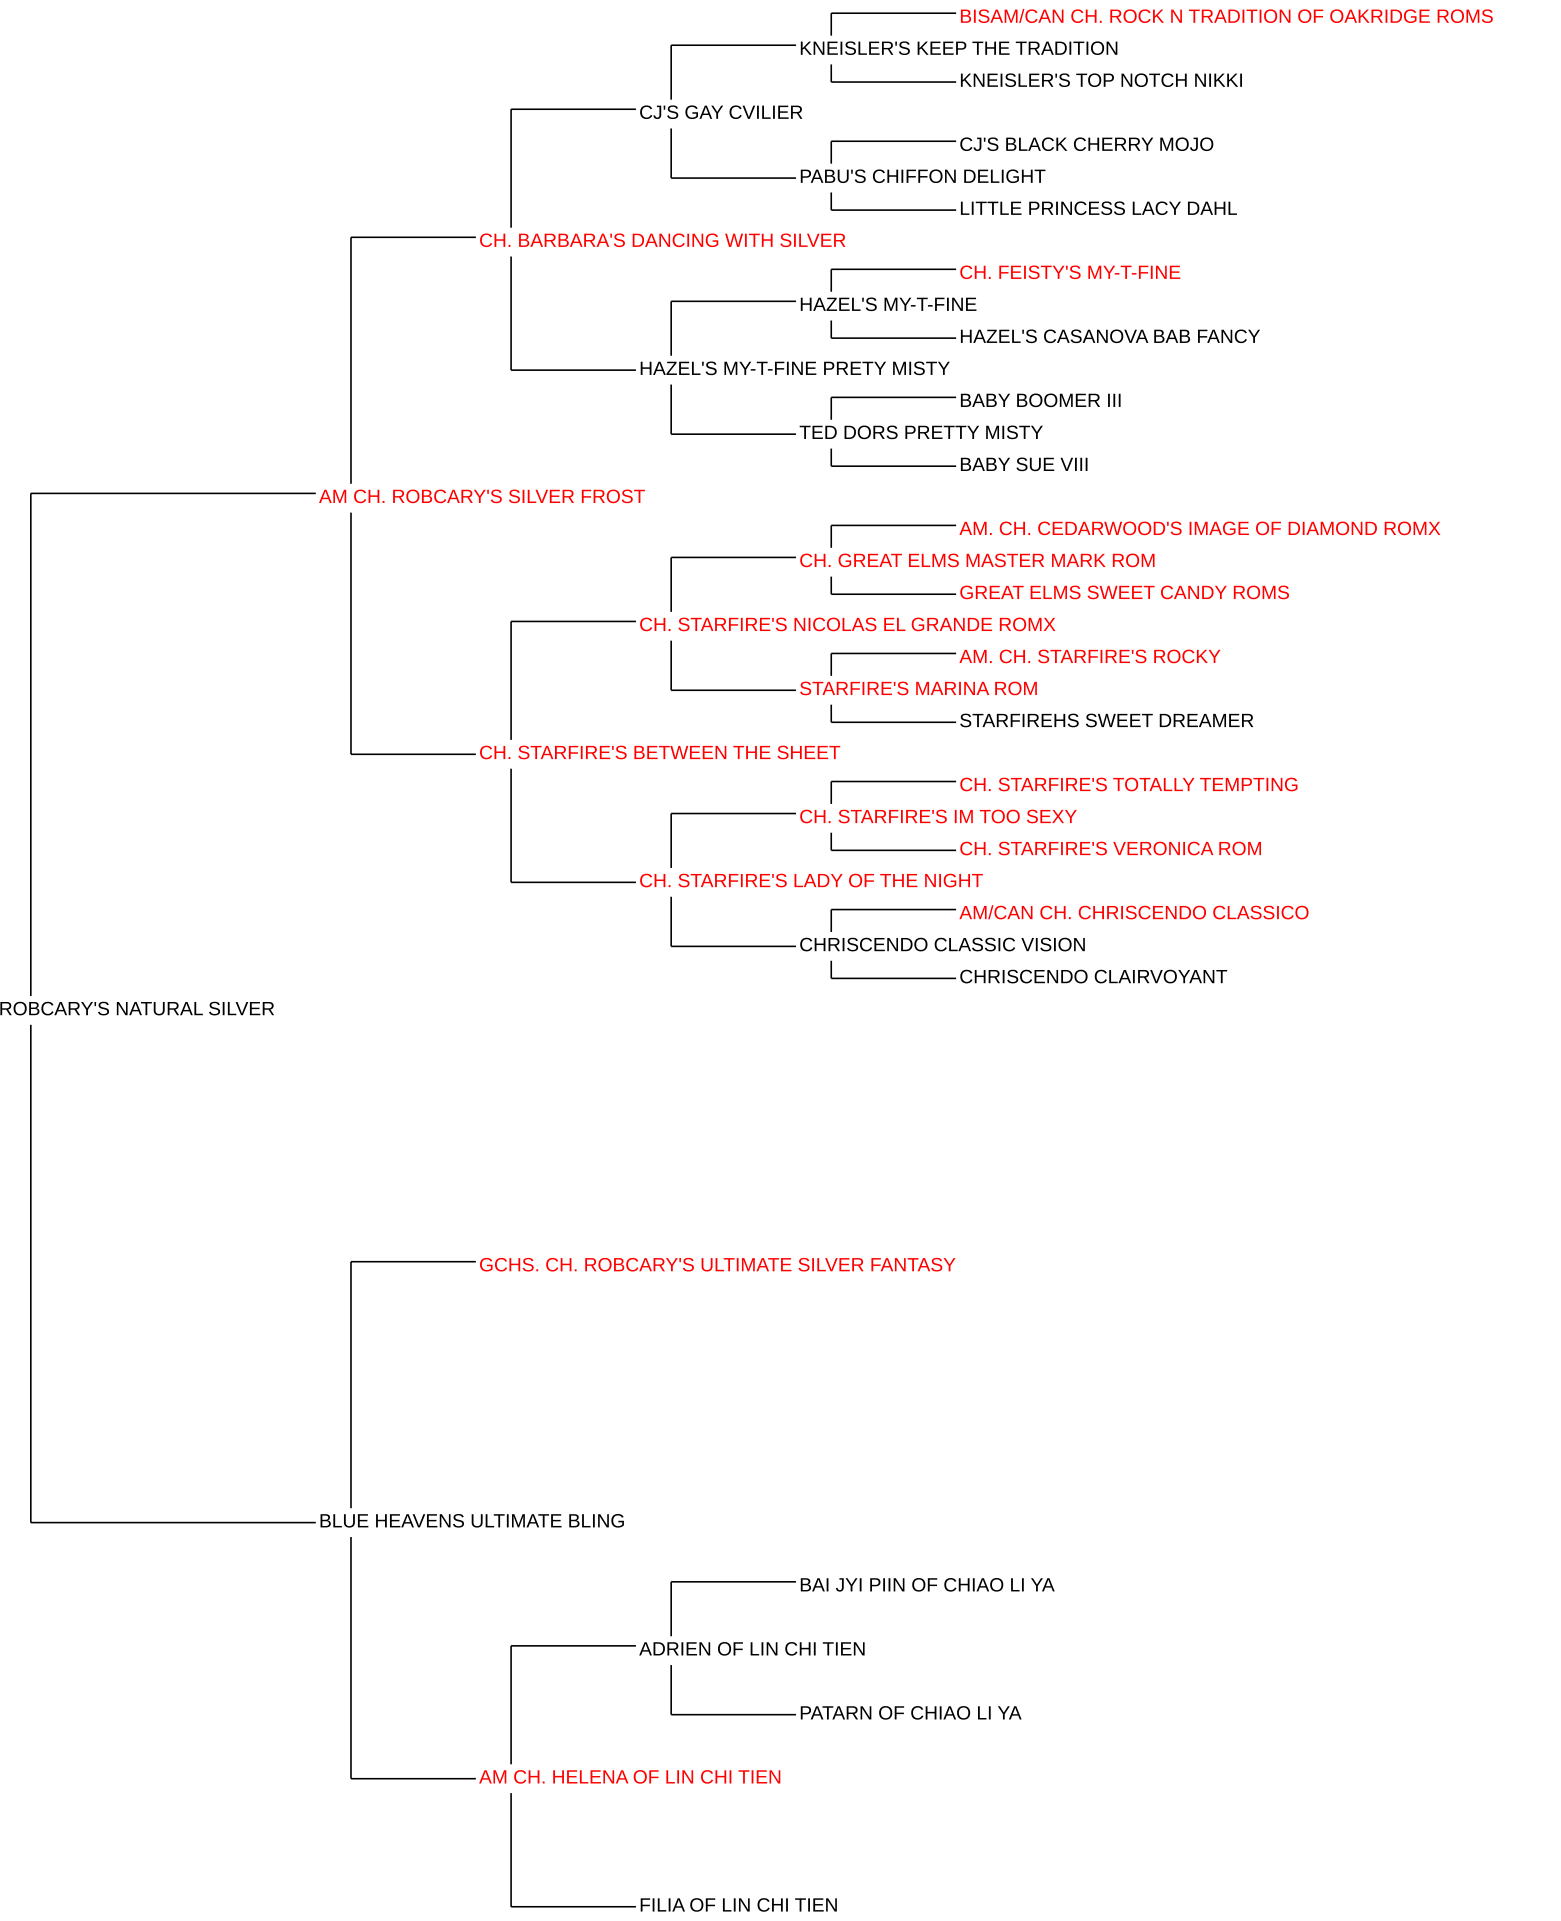 BISAM/CAN CH. ROCK N TRADITION OF OAKRIDGE ROMS
KNEISLER'S KEEP THE TRADITION
KNEISLER'S TOP NOTCH NIKKI
CJ'S GAY CVILIER
CJ'S BLACK CHERRY MOJO
PABU'S CHIFFON DELIGHT
LITTLE PRINCESS LACY DAHL
CH. BARBARA'S DANCING WITH SILVER
CH. FEISTY'S MY-T-FINE
HAZEL'S MY-T-FINE
HAZEL'S CASANOVA BAB FANCY
HAZEL'S MY-T-FINE PRETY MISTY
BABY BOOMER III
TED DORS PRETTY MISTY
BABY SUE VIII
AM CH. ROBCARY'S SILVER FROST
AM. CH. CEDARWOOD'S IMAGE OF DIAMOND ROMX
CH. GREAT ELMS MASTER MARK ROM
GREAT ELMS SWEET CANDY ROMS
CH. STARFIRE'S NICOLAS EL GRANDE ROMX
AM. CH. STARFIRE'S ROCKY
STARFIRE'S MARINA ROM
STARFIREHS SWEET DREAMER
CH. STARFIRE'S BETWEEN THE SHEET
CH. STARFIRE'S TOTALLY TEMPTING
CH. STARFIRE'S IM TOO SEXY
CH. STARFIRE'S VERONICA ROM
CH. STARFIRE'S LADY OF THE NIGHT
AM/CAN CH. CHRISCENDO CLASSICO
CHRISCENDO CLASSIC VISION
CHRISCENDO CLAIRVOYANT
ROBCARY'S NATURAL SILVER
GCHS. CH. ROBCARY'S ULTIMATE SILVER FANTASY
BLUE HEAVENS ULTIMATE BLING
BAI JYI PIIN OF CHIAO LI YA
ADRIEN OF LIN CHI TIEN
PATARN OF CHIAO LI YA
AM CH. HELENA OF LIN CHI TIEN
FILIA OF LIN CHI TIEN